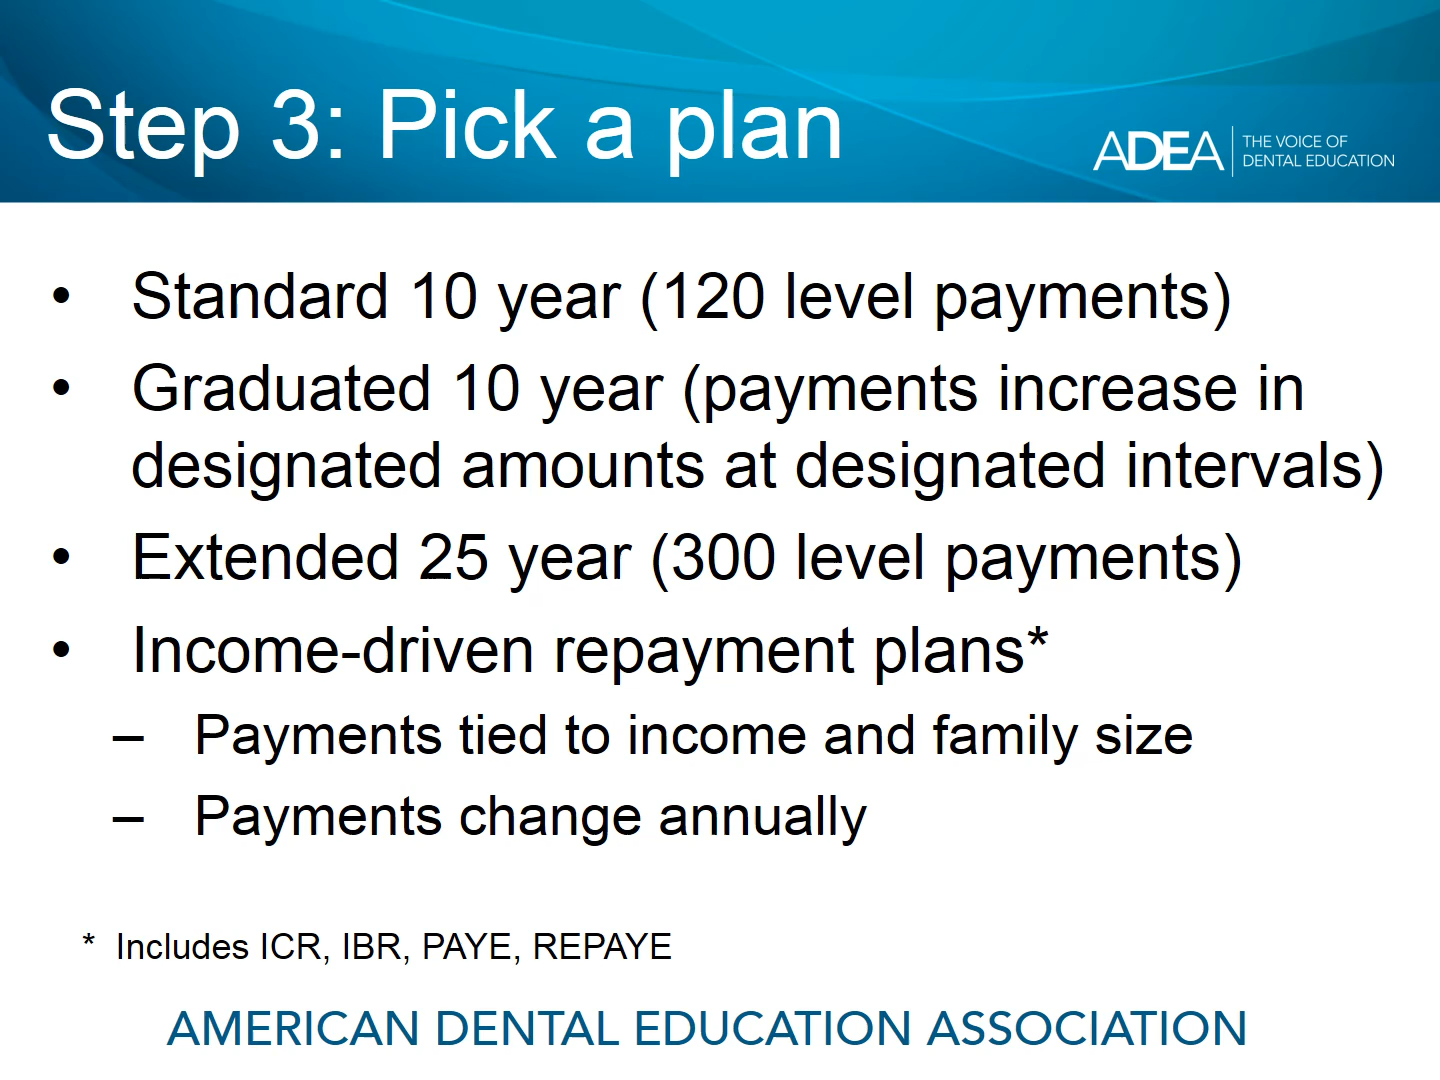 Step 3: Pick a plan
ADEA
THE VOICE OF
DENTAL EDUCATION
• Standard 10 year (120 level payments)
• Graduated 10 year (payments increase in
designated amounts at designated intervals)
• Extended 25 year (300 level payments)
• Income-driven repayment plans*
– Payments tied to income and family size
– Payments change annually
* Includes ICR, IBR, PAYE, REPAYE
AMERICAN DENTAL EDUCATION ASSOCIATION